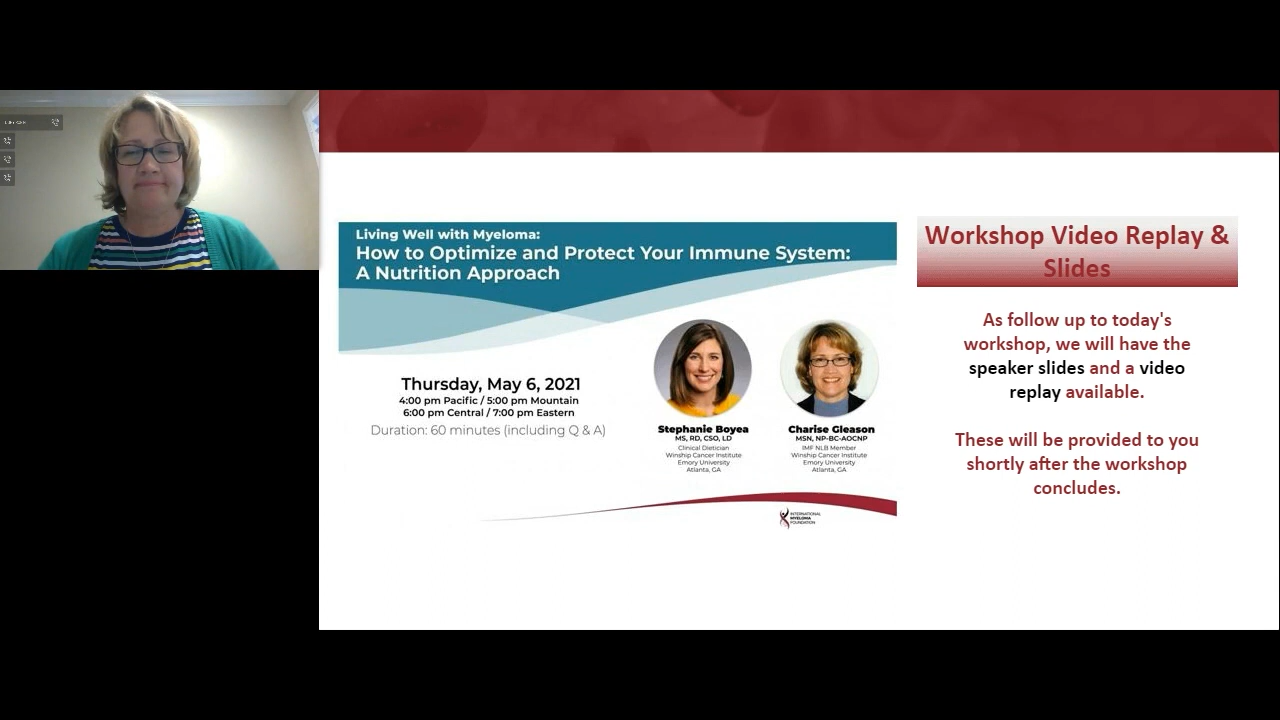 Living Well with Myeloma:
How to Optimize and Protect Your Immune System:
A Nutrition Approach
Thursday, May 6, 2021
4:00 pm Pacific / 5:00 pm Mountain
6:00 pm Central / 7:00 pm Eastern
Duration: 60 minutes (including Q & A)
Stephanie Boyea
MS, RD, CSO, LD
Clinical Dietician
Winship Cancer Institute
Emory University
Atlanta, GA
Charise Gleason
MSN, NP-BC-AOCNP
IMF NLB Member
Winship Cancer Institute
Emory University
Atlanta, GA
INTERNATIONAL
MYELOMA
FOUNDATION
Workshop Video Replay &
Slides
As follow up to today's
workshop, we will have the
speaker slides and a video
replay available.
These will be provided to you
shortly after the workshop
concludes.